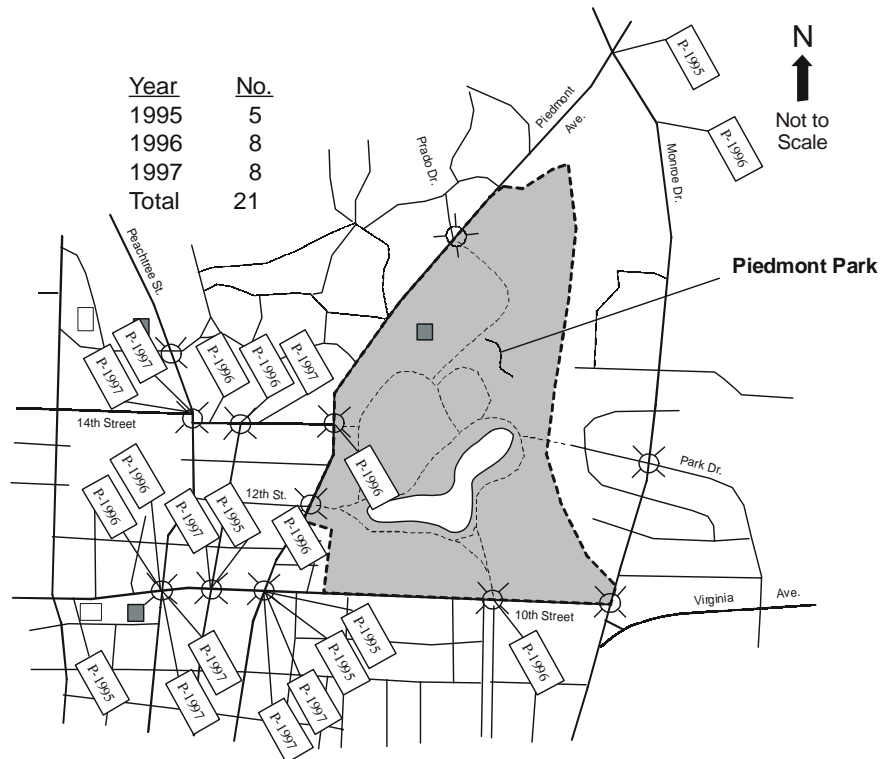 Year No.
1995 5
1996 8
1997 8
Total 21
N
Not to
Scale
Piedmont
Ave.
Prado Dr.
Monroe Dr.
P-1995
P-1996
Peachtree St.
Piedmont Park
P-1997
P-1997
P-1996
P-1996
P-1997
14th Street
P-1996
Park Dr.
P-1996
P-1996
P-1997
P-1995
12th St.
P-1996
10th Street
Virginia Ave.
P-1995
P-1997
P-1997
P-1995
P-1995
P-1997
P-1997
P-1996